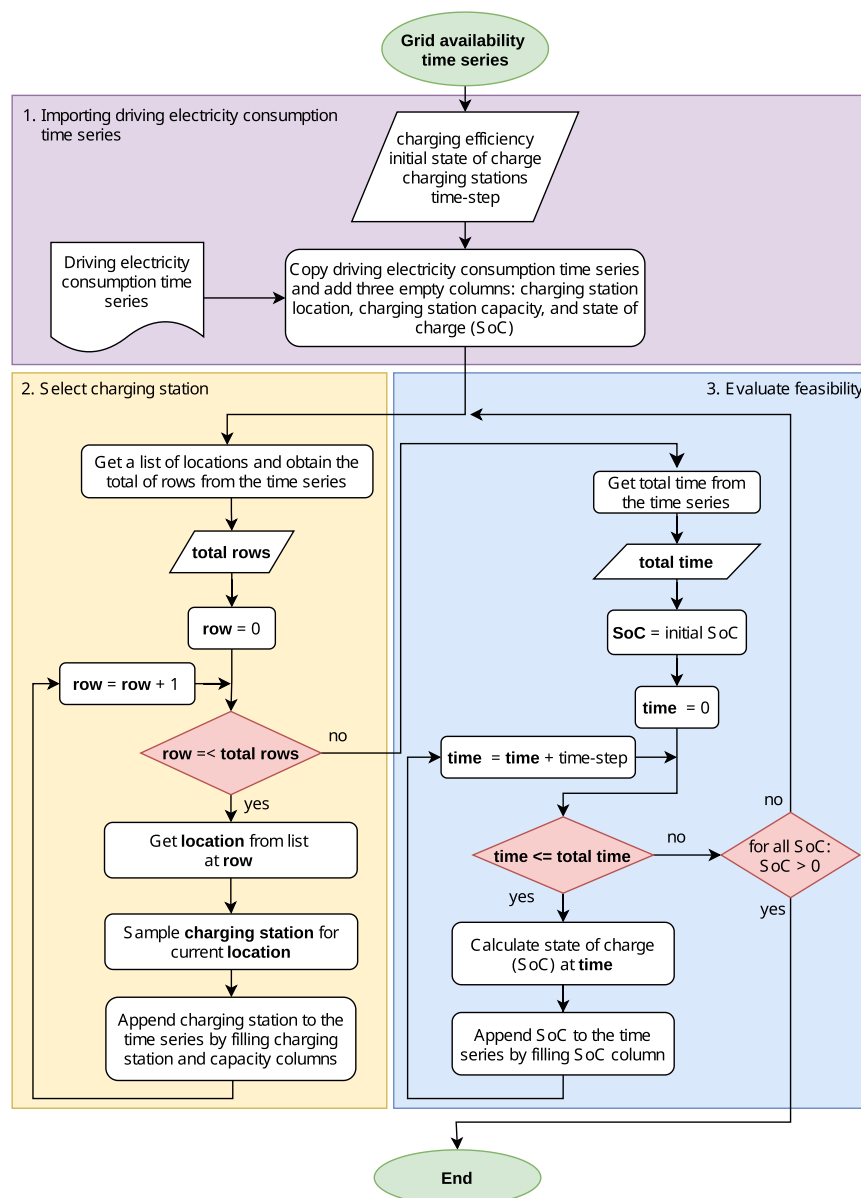 Grid availability
time series
1. Importing driving electricity consumption
time series
charging efficiency
initial state of charge
charging stations
time-step
Driving electricity
consumption time
series
Copy driving electricity consumption time series
and add three empty columns: charging station
location, charging station capacity, and state of
charge (SoC)
2. Select charging station
Get a list of locations and obtain the
total of rows from the time series
total rows
row = 0
row = row + 1
row =< total rows
no
yes
Get location from list
at row
Sample charging station for
current location
Append charging station to the
time series by filling charging
station and capacity columns
3. Evaluate feasibility
Get total time from
the time series
total time
SoC = initial SoC
time = 0
time = time + time-step
time <= total time
no
yes
Calculate state of charge
(SoC) at time
Append SoC to the time
series by filling SoC column
no
for all SoC:
SoC > 0
yes
End